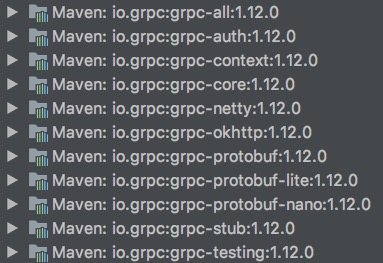 Maven: io.grpc:grpc-all:1.12.0
Maven: io.grpc:grpc-auth:1.12.0
Maven: io.grpc:grpc-context:1.12.0
Maven: io.grpc:grpc-core:1.12.0
Maven: io.grpc:grpc-netty:1.12.0
Maven: io.grpc:grpc-okhttp:1.12.0
Maven: io.grpc:grpc-protobuf:1.12.0
Maven: io.grpc:grpc-protobuf-lite:1.12.0
Maven: io.grpc:grpc-protobuf-nano:1.12.0
Maven: io.grpc:grpc-stub:1.12.0
Maven: io.grpc:grpc-testing:1.12.0